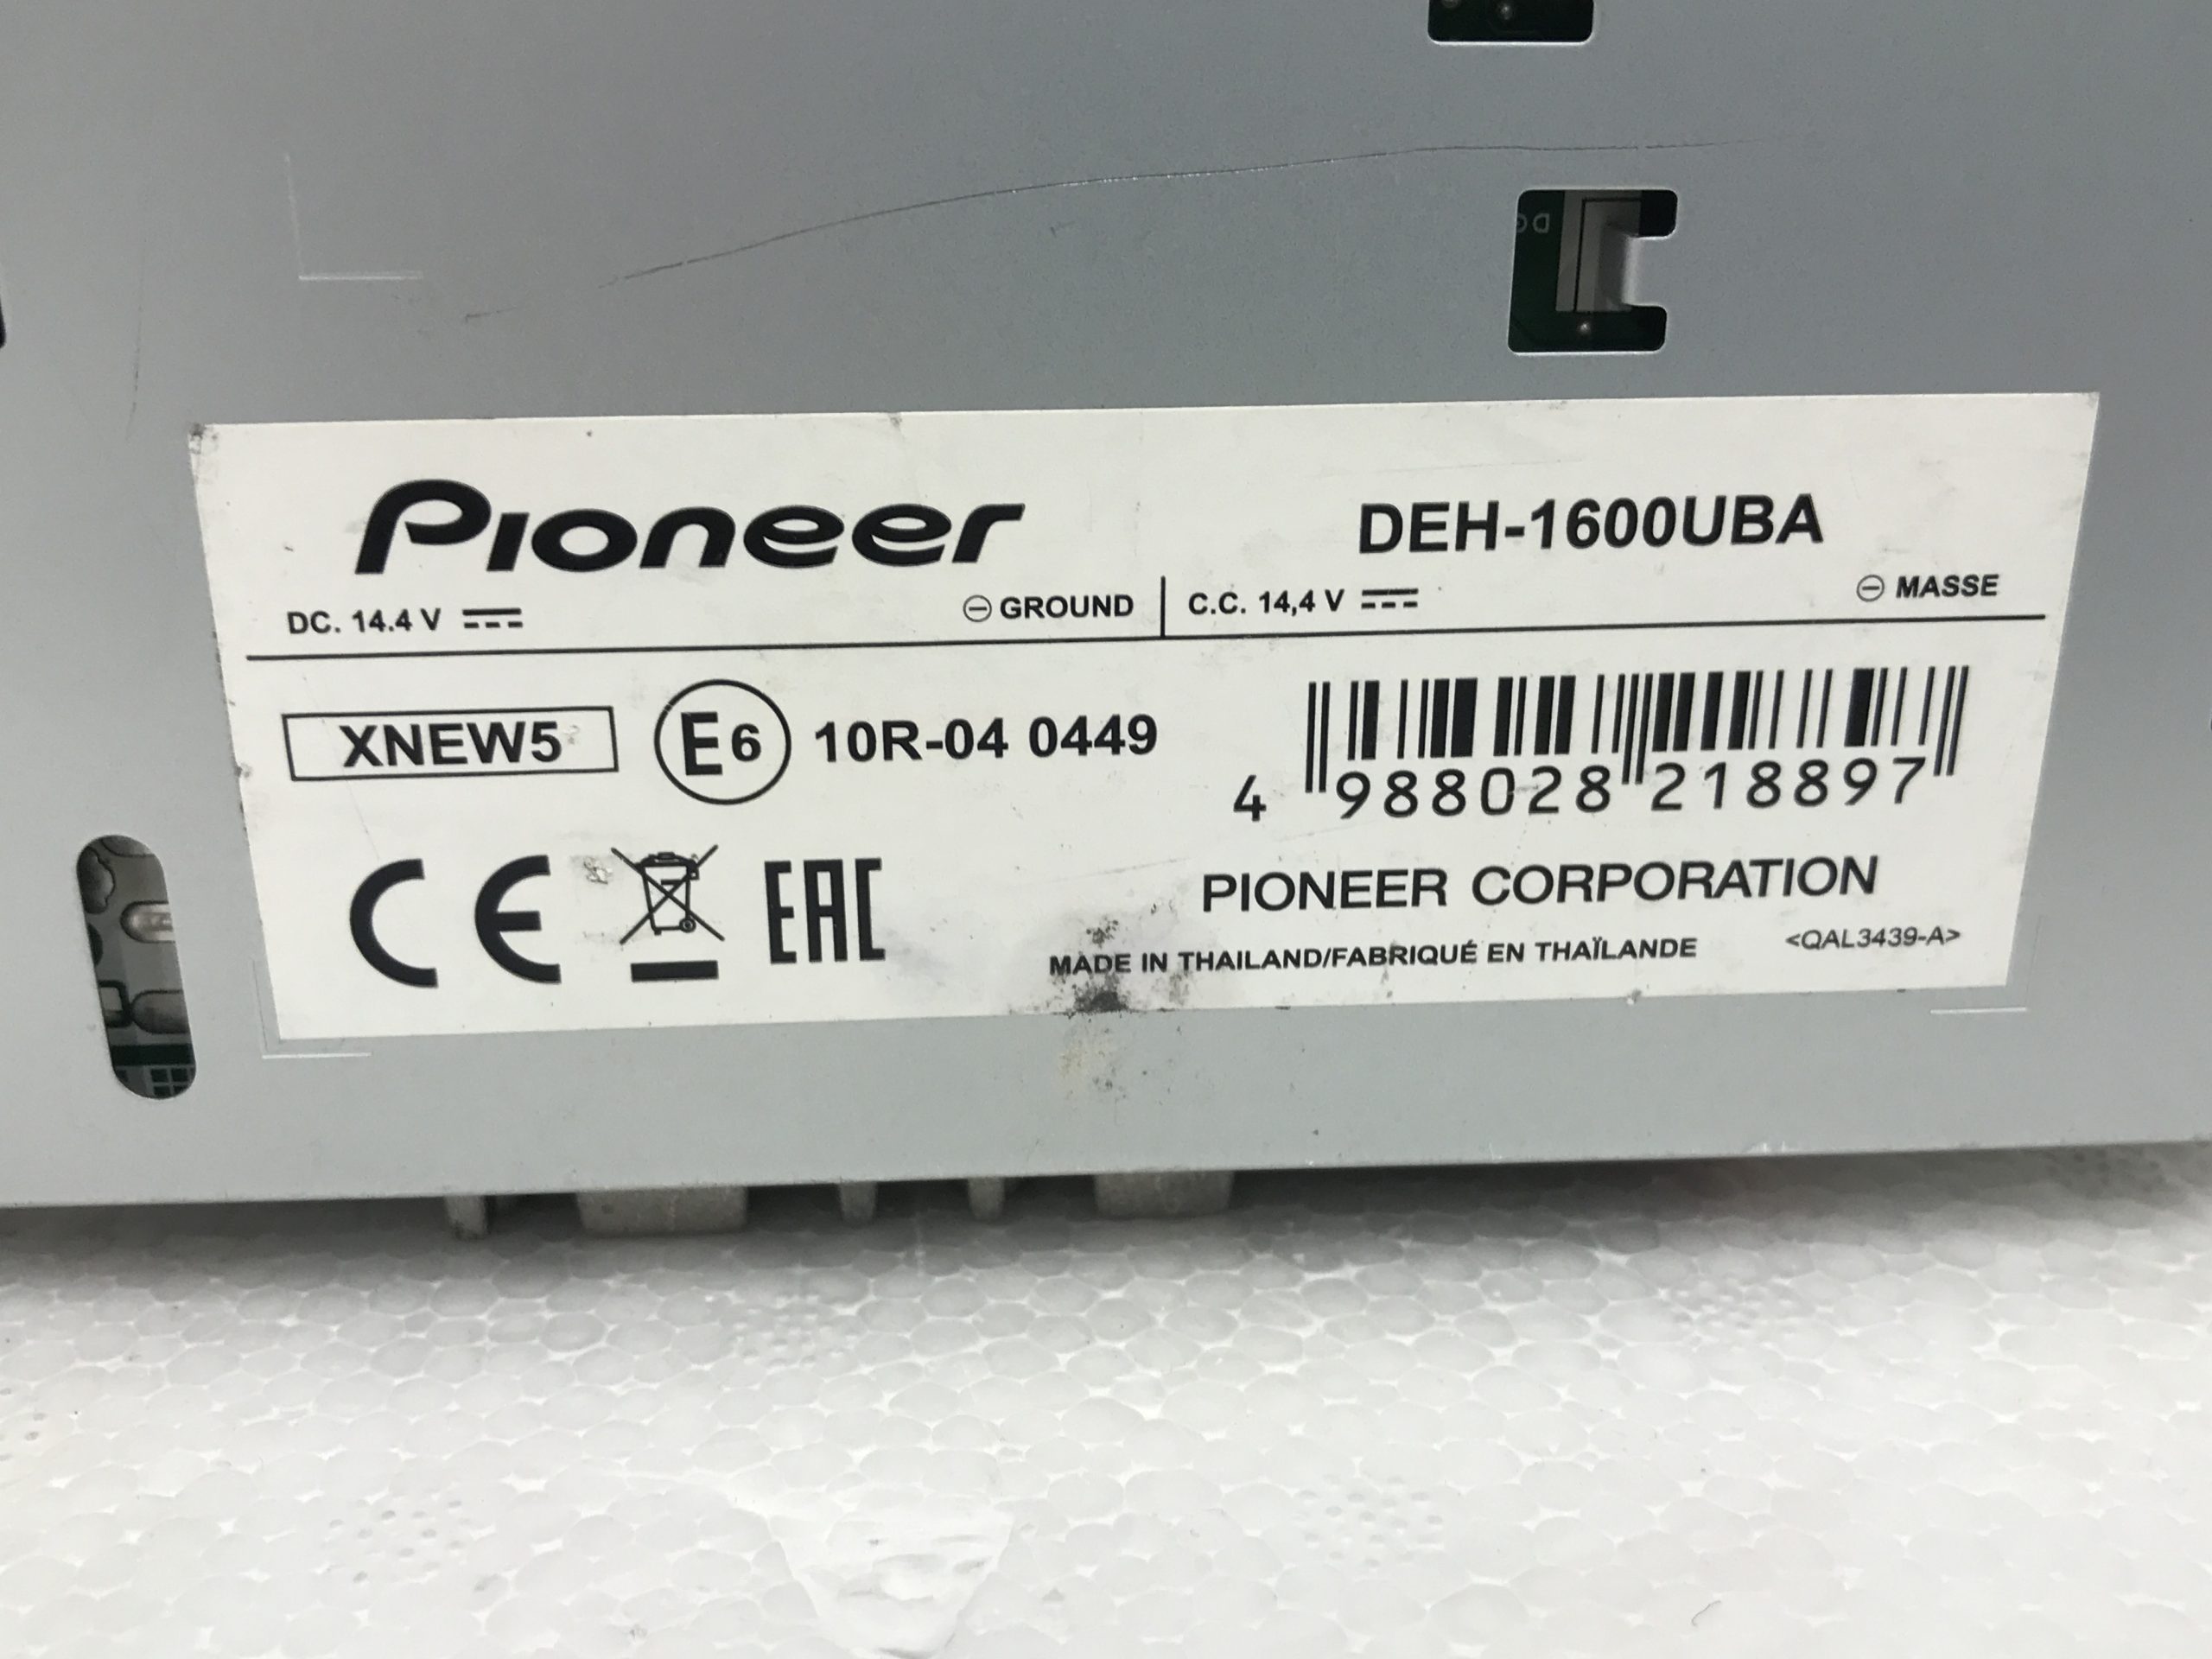 Pioneer
DEH-1600UBA
DC. 14.4 V ⊖ GROUND
C.C. 14,4 V ⊖ MASSE
XNEW5 E6 10R-04 0449
4 988028 218897
CE EAC
PIONEER CORPORATION
MADE IN THAILAND/FABRIQUÉ EN THAÏLANDE <QAL3439-A>